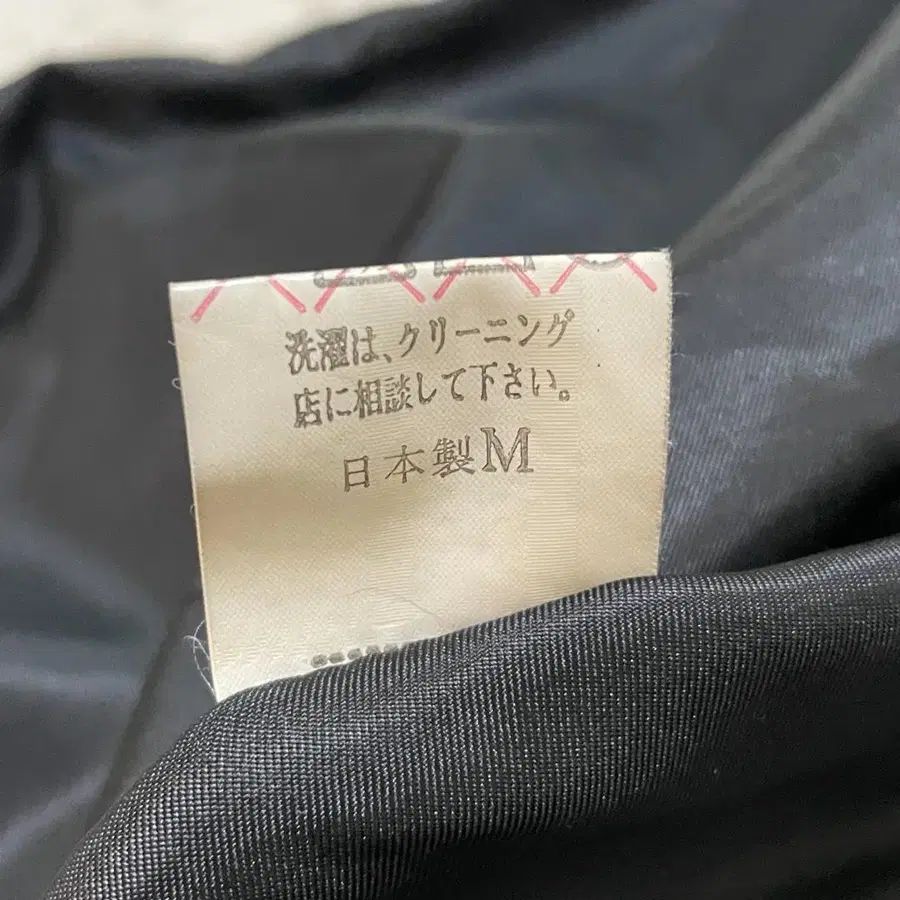 洗濯は、クリーニング
店に相談して下さい。
日本製M